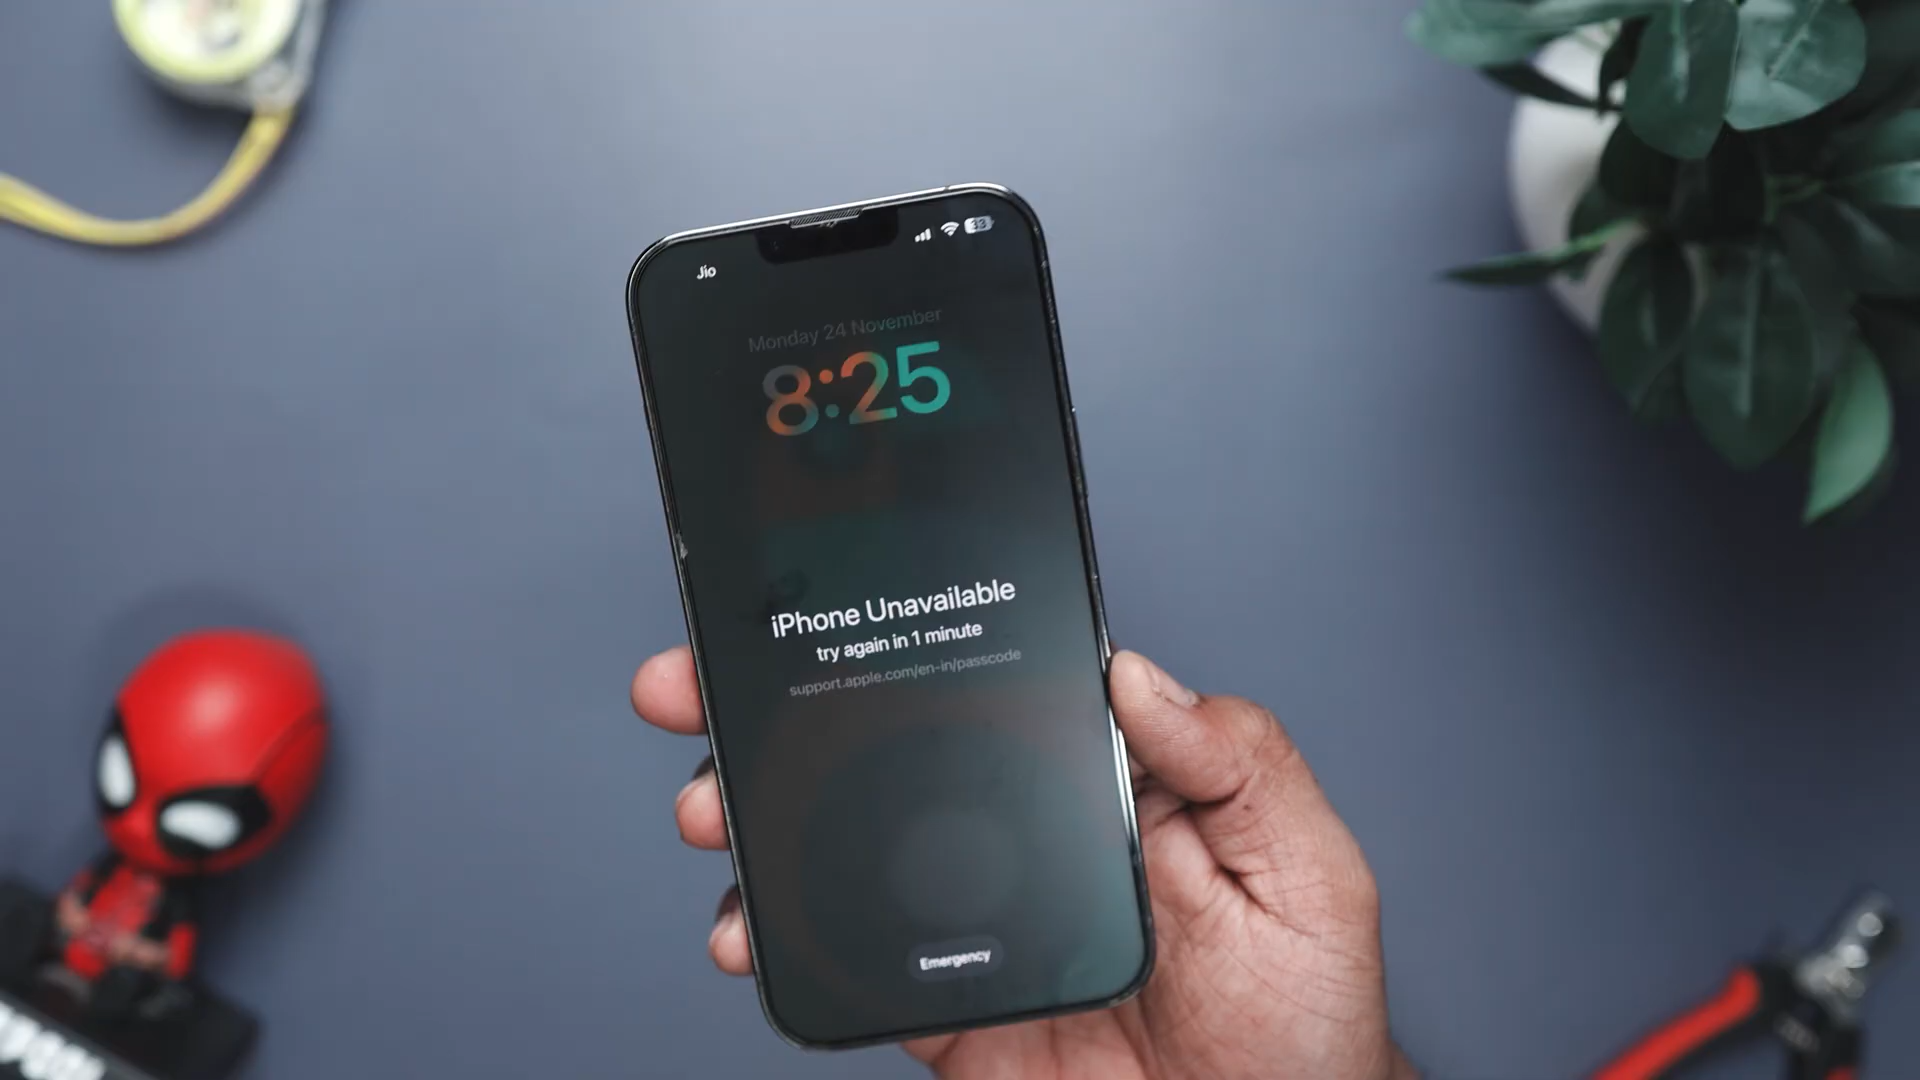 Jio
33
Monday 24 November
8:25
iPhone Unavailable
try again in 1 minute
support.apple.com/en-in/passcode
Emergency